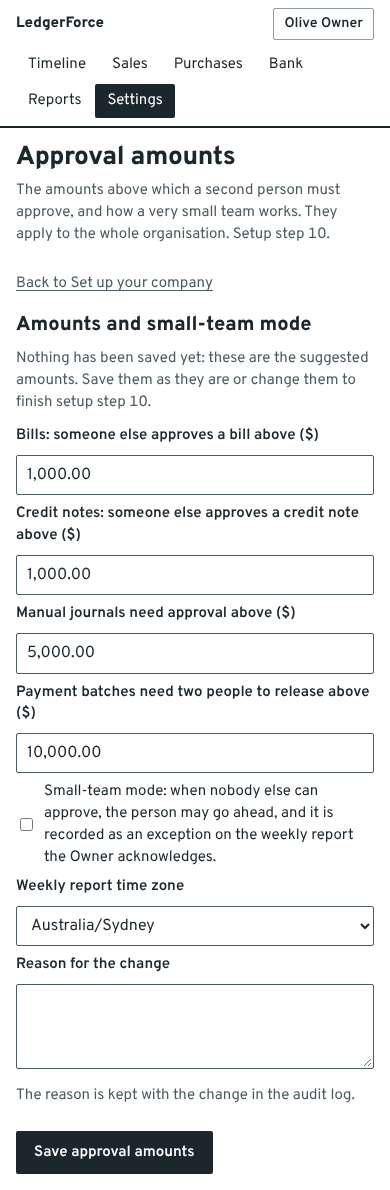 LedgerForce
Olive Owner
Timeline Sales Purchases Bank
Reports Settings
Approval amounts
The amounts above which a second person must
approve, and how a very small team works. They
apply to the whole organisation. Setup step 10.
Back to Set up your company
Amounts and small-team mode
Nothing has been saved yet: these are the suggested
amounts. Save them as they are or change them to
finish setup step 10.
Bills: someone else approves a bill above ($)
1,000.00
Credit notes: someone else approves a credit note
above ($)
1,000.00
Manual journals need approval above ($)
5,000.00
Payment batches need two people to release above
($)
10,000.00
Small-team mode: when nobody else can
approve, the person may go ahead, and it is
recorded as an exception on the weekly report
the Owner acknowledges.
Weekly report time zone
Australia/Sydney
Reason for the change
The reason is kept with the change in the audit log.
Save approval amounts